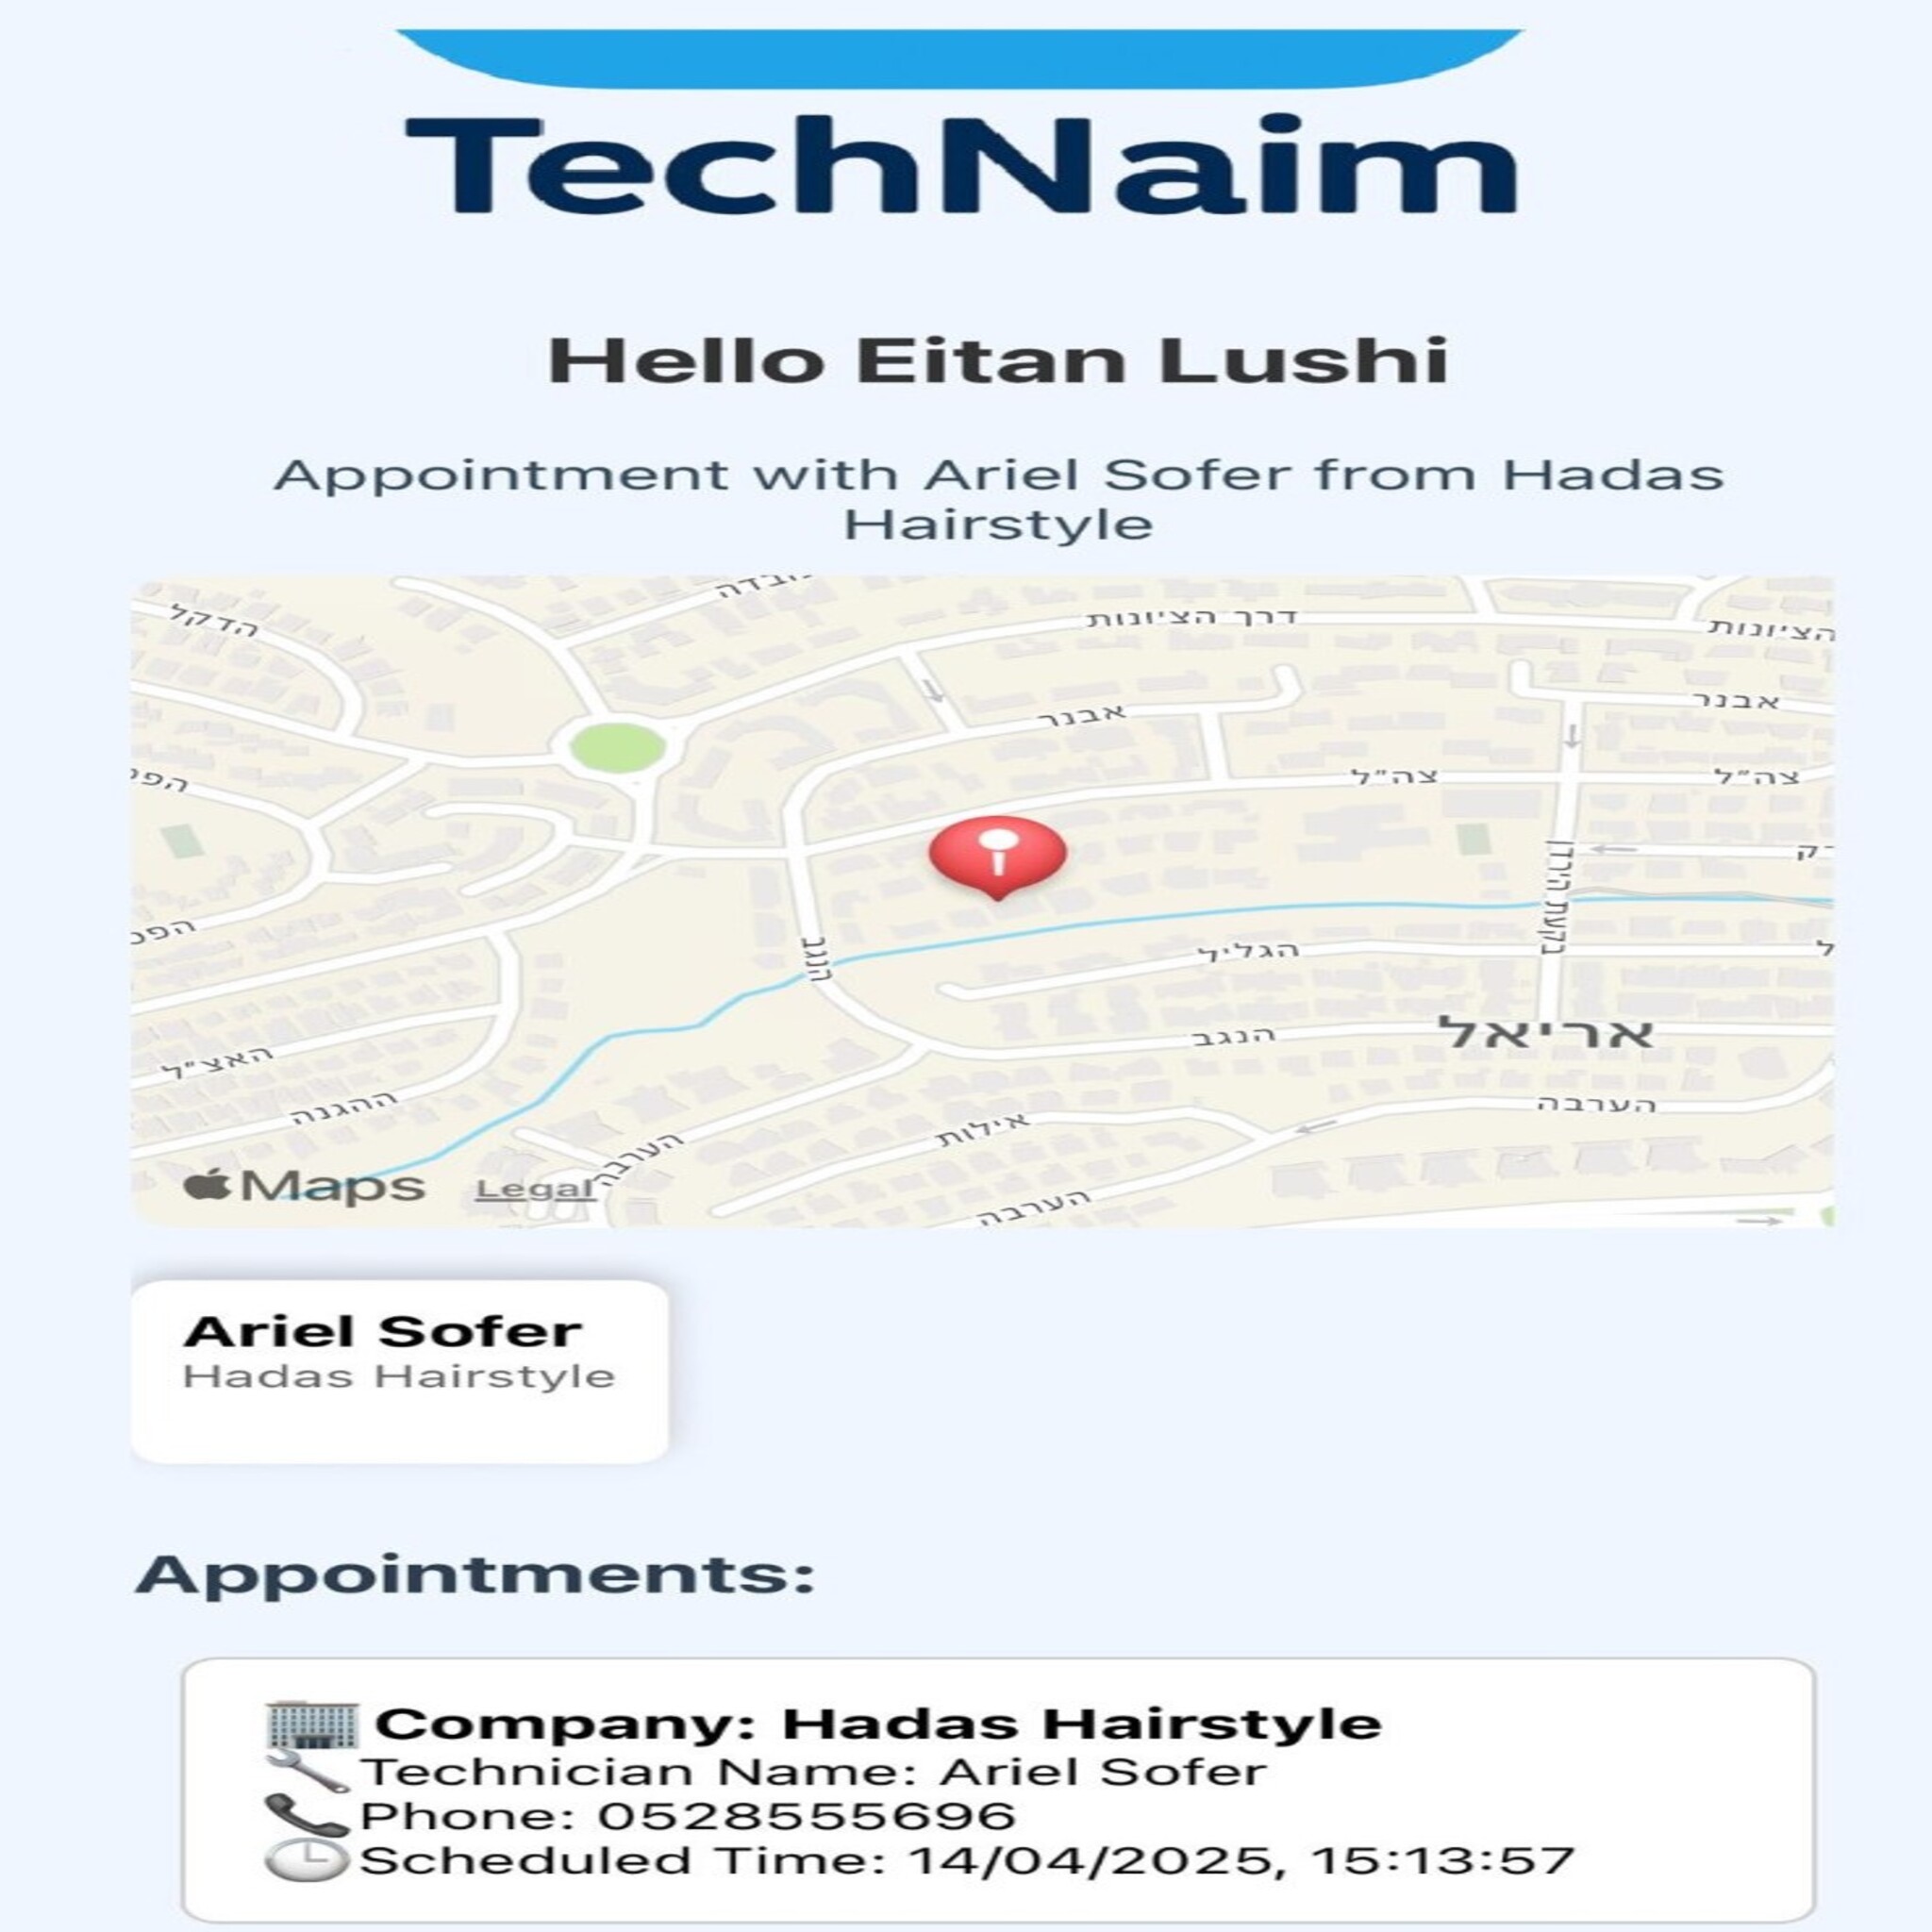 TechNaim
Hello Eitan Lushi
Appointment with Ariel Sofer from Hadas
Hairstyle
דרך הציונות
הציונות
הדקל
אבנר
אבנר
צה"ל
צה"ל
בקעת הירדן
הנגב
הגליל
הנגב
אריאל
האצ"ל
ההגנה
הערבה
אילות
הערבה
הערבה
Maps
Legal
Ariel Sofer
Hadas Hairstyle
Appointments:
Company: Hadas Hairstyle
Technician Name: Ariel Sofer
Phone: 0528555696
Scheduled Time: 14/04/2025, 15:13:57